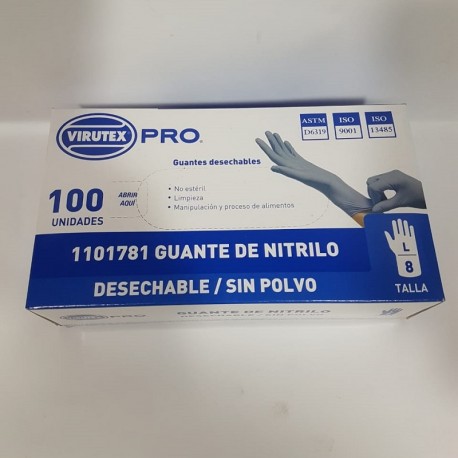 VIRUTEX PRO®
ASTM D6319
ISO 9001
ISO 13485
Guantes desechables
• No estéril
• Limpieza
• Manipulación y proceso de alimentos
100 UNIDADES
ABRIR AQUÍ
1101781 GUANTE DE NITRILO
DESECHABLE / SIN POLVO
L
8
TALLA
GUANTE DE NITRILO